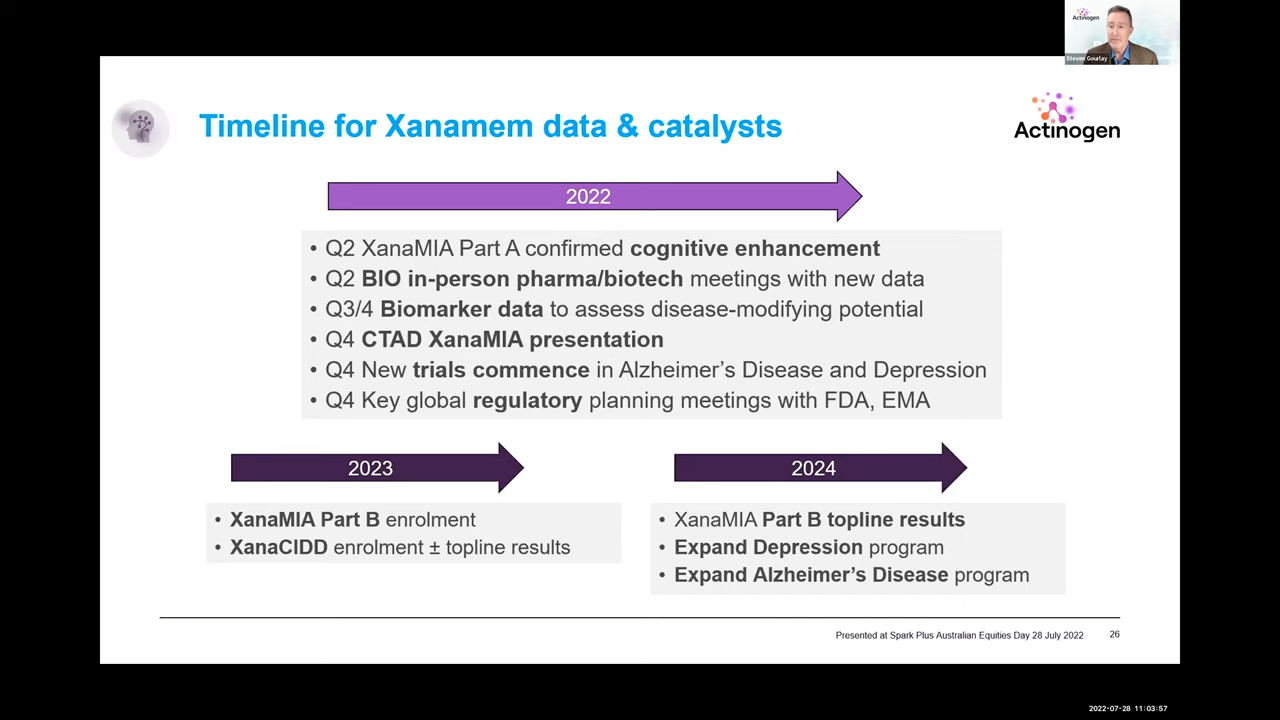 Actinogen
Steven Gourlay
Timeline for Xanamem data & catalysts
Actinogen
2022
• Q2 XanaMIA Part A confirmed cognitive enhancement
• Q2 BIO in-person pharma/biotech meetings with new data
• Q3/4 Biomarker data to assess disease-modifying potential
• Q4 CTAD XanaMIA presentation
• Q4 New trials commence in Alzheimer's Disease and Depression
• Q4 Key global regulatory planning meetings with FDA, EMA
2023
• XanaMIA Part B enrolment
• XanaCIDD enrolment ± topline results
2024
• XanaMIA Part B topline results
• Expand Depression program
• Expand Alzheimer's Disease program
Presented at Spark Plus Australian Equities Day 28 July 2022 26
2022-07-28 11:03:57